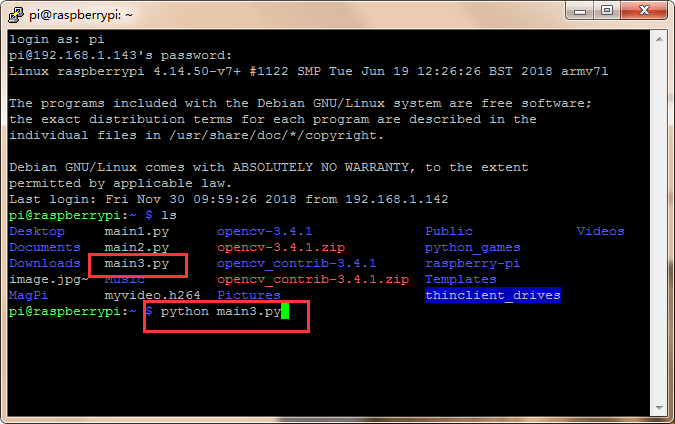 pi@raspberrypi: ~
login as: pi
pi@192.168.1.143's password:
Linux raspberrypi 4.14.50-v7+ #1122 SMP Tue Jun 19 12:26:26 BST 2018 armv7l
The programs included with the Debian GNU/Linux system are free software;
the exact distribution terms for each program are described in the
individual files in /usr/share/doc/*/copyright.
Debian GNU/Linux comes with ABSOLUTELY NO WARRANTY, to the extent
permitted by applicable law.
Last login: Fri Nov 30 09:59:26 2018 from 192.168.1.142
pi@raspberrypi:~ $ ls
Desktop main1.py opencv-3.4.1 Public Videos
Documents main2.py opencv-3.4.1.zip python_games
Downloads main3.py opencv_contrib-3.4.1 raspberry-pi
image.jpg~ Music opencv_contrib-3.4.1.zip Templates
MagPi myvideo.h264 Pictures thinclient_drives
pi@raspberrypi:~ $ python main3.py